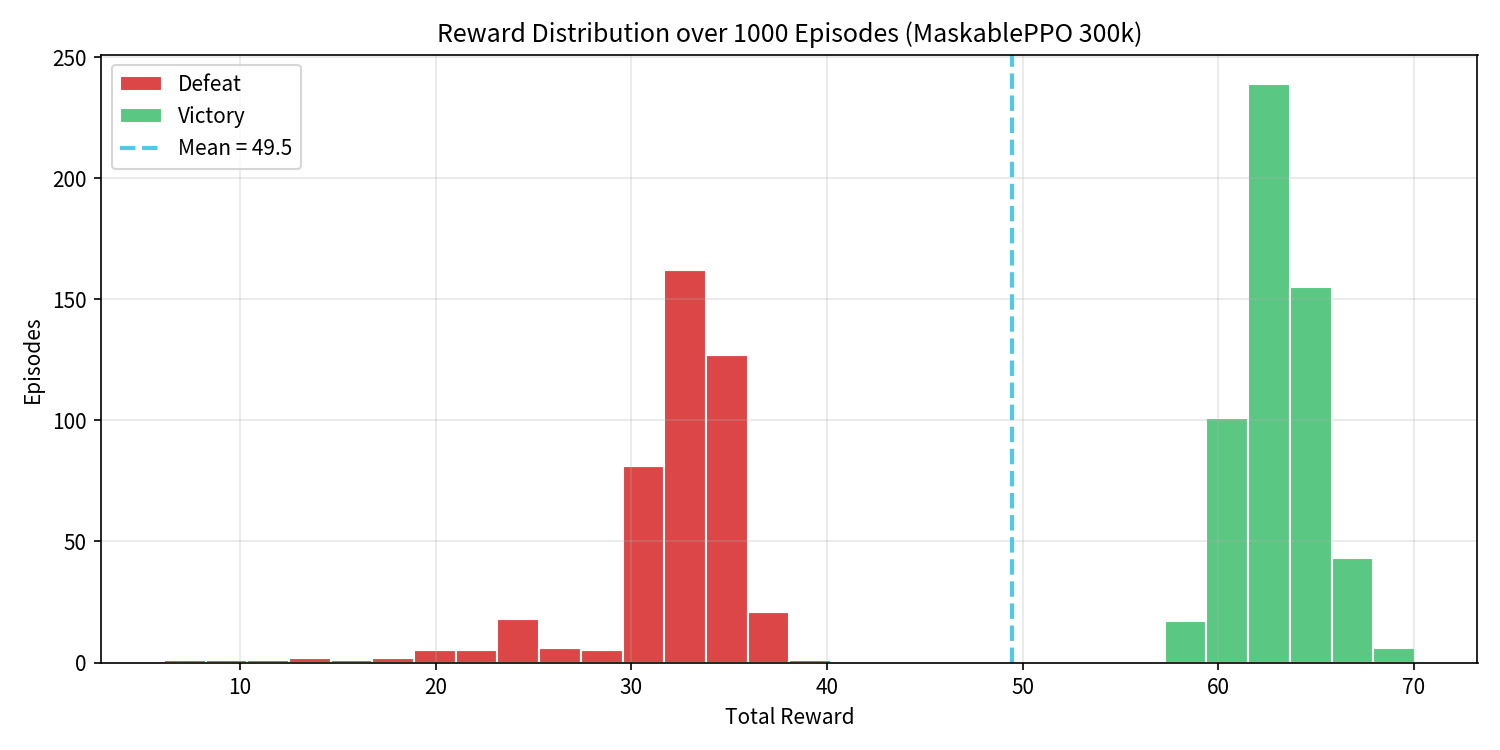 Reward Distribution over 1000 Episodes (MaskablePPO 300k)
Defeat
Victory
Mean = 49.5
Episodes
250
200
150
100
50
0
10 20 30 40 50 60 70
Total Reward